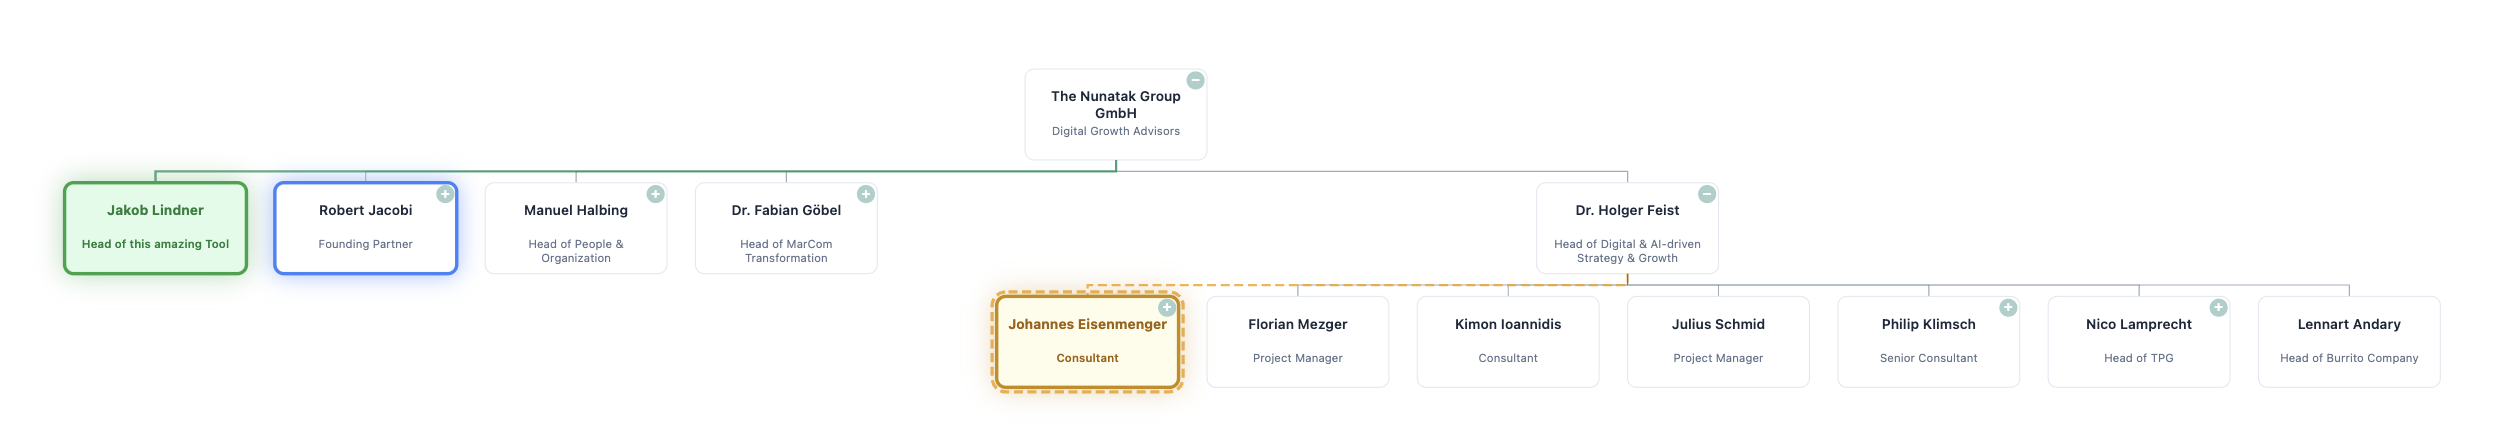 The Nunatak Group
GmbH
Digital Growth Advisors
Jakob Lindner
Head of this amazing Tool
Robert Jacobi
Founding Partner
Manuel Halbing
Head of People &
Organization
Dr. Fabian Göbel
Head of MarCom
Transformation
Dr. Holger Feist
Head of Digital & AI-driven
Strategy & Growth
Johannes Eisenmenger
Consultant
Florian Mezger
Project Manager
Kimon Ioannidis
Consultant
Julius Schmid
Project Manager
Philip Klimsch
Senior Consultant
Nico Lamprecht
Head of TPG
Lennart Andary
Head of Burrito Company